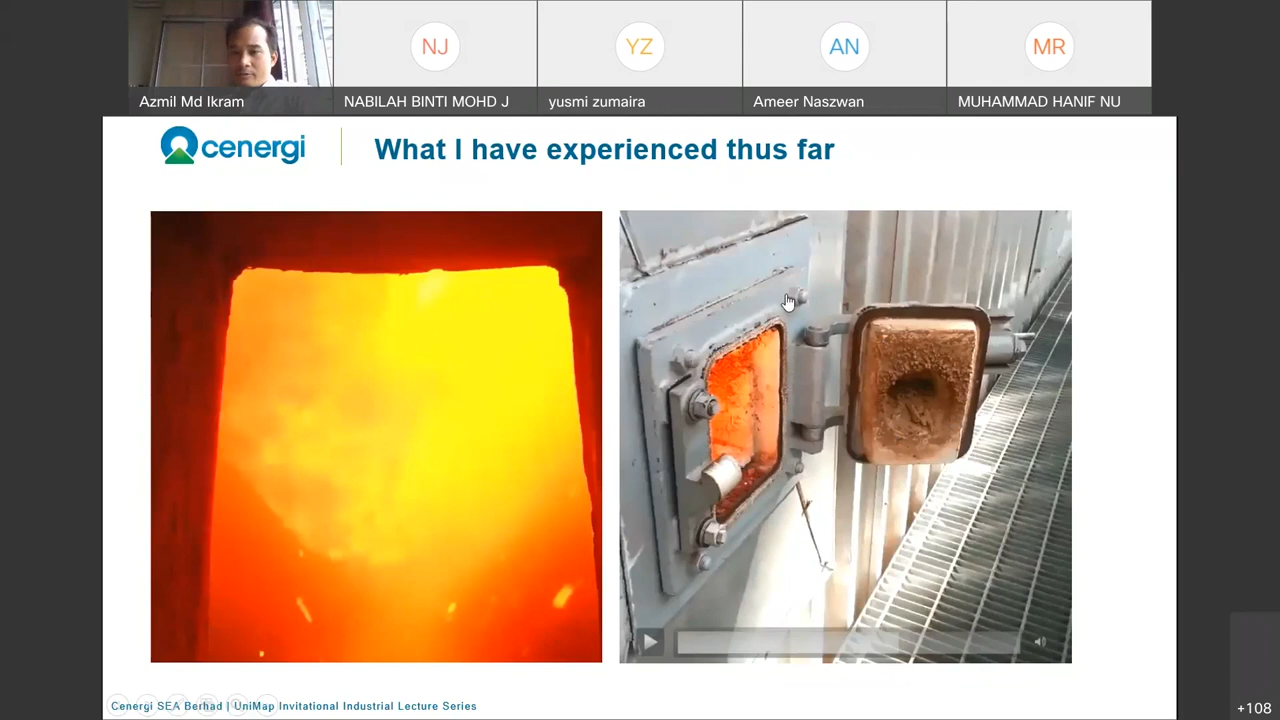 NJ
YZ
AN
MR
Azmil Md Ikram
NABILAH BINTI MOHD J
yusmi zumaira
Ameer Naszwan
MUHAMMAD HANIF NU
cenergi
What I have experienced thus far
Cenergi SEA Berhad | UniMap Invitational Industrial Lecture Series
+108